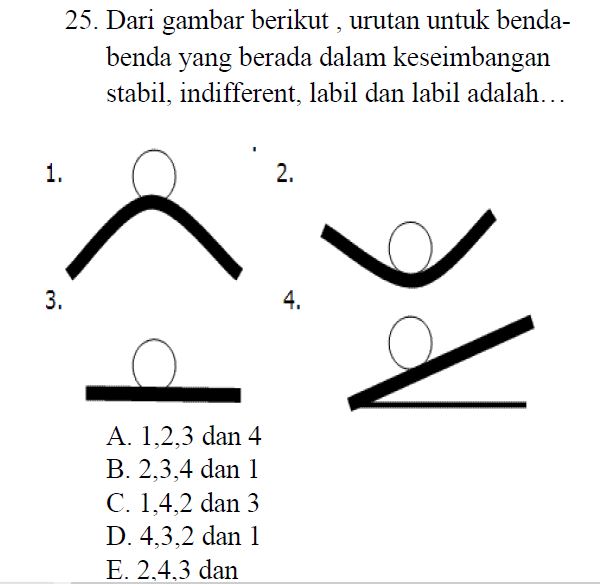 25. Dari gambar berikut , urutan untuk benda-
benda yang berada dalam keseimbangan
stabil, indifferent, labil dan labil adalah…
1.
2.
3.
4.
A. 1,2,3 dan 4
B. 2,3,4 dan 1
C. 1,4,2 dan 3
D. 4,3,2 dan 1
E. 2,4,3 dan